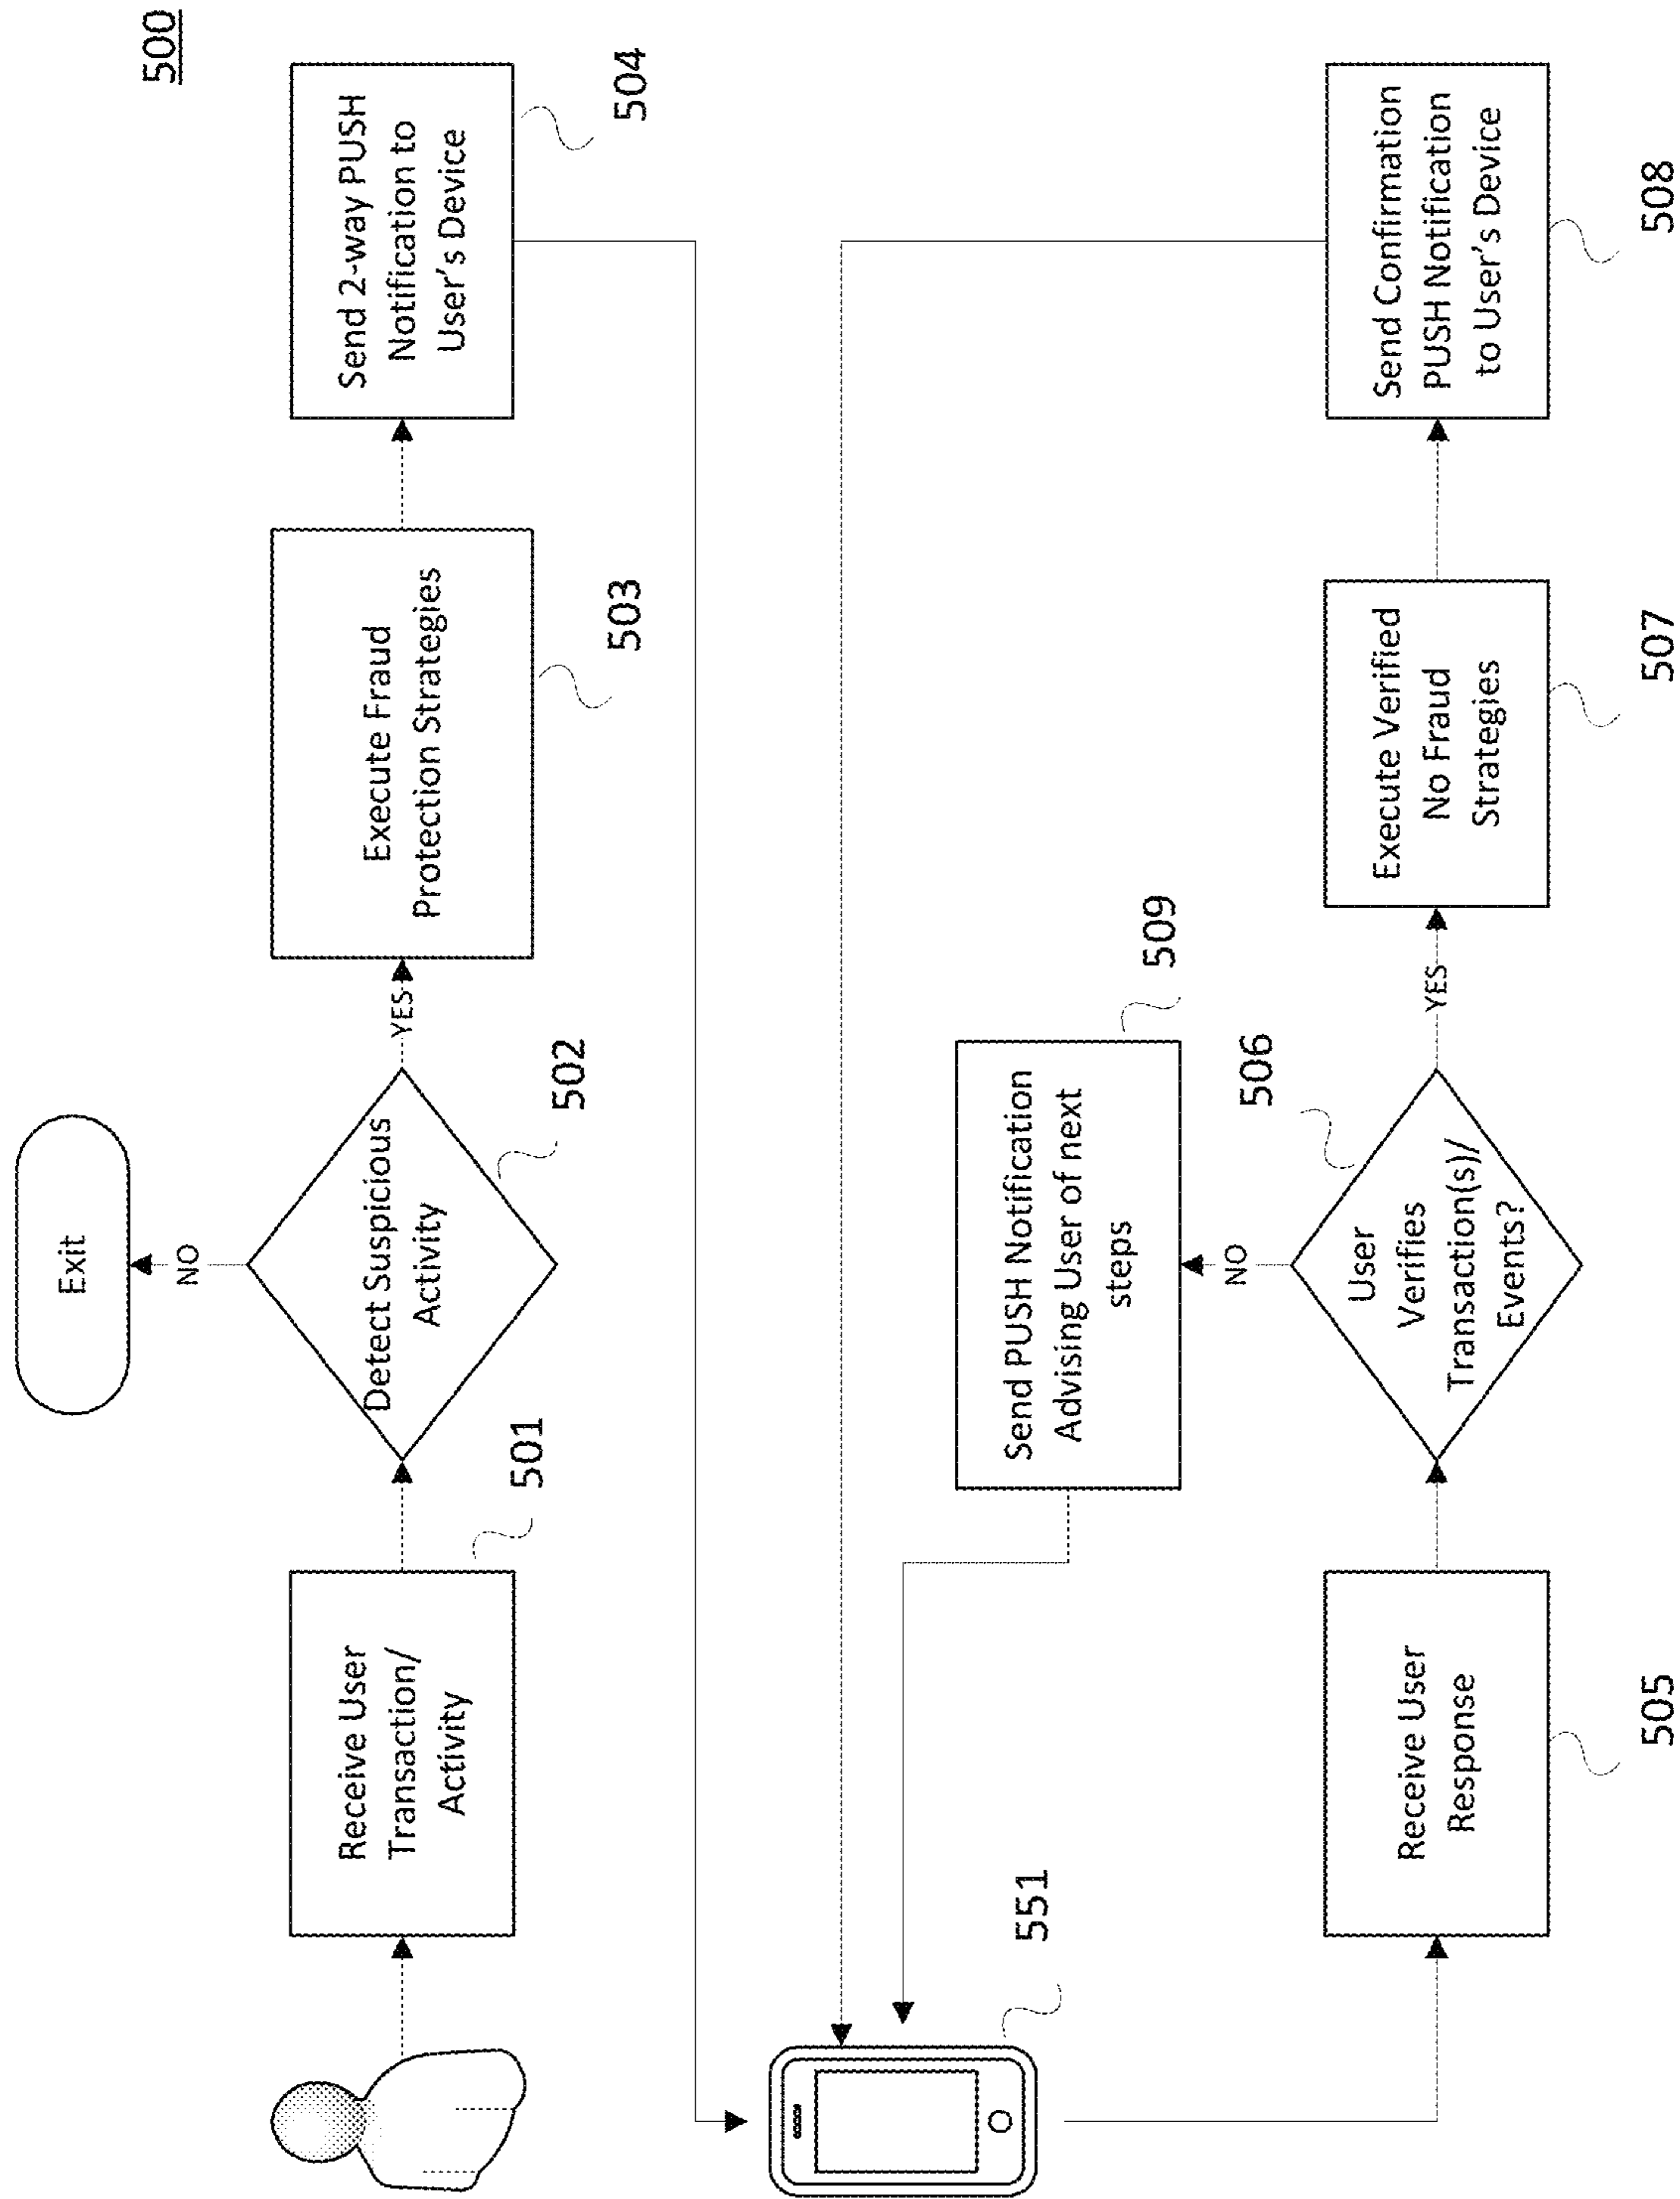 500
Exit
NO
Receive User
Transaction/
Activity
501
Detect Suspicious
Activity
502
YES
Execute Fraud
Protection Strategies
503
Send 2-way PUSH
Notification to
User's Device
504
551
Send PUSH Notification
Advising User of next
steps
509
NO
Receive User
Response
505
User
Verifies
Transaction(s)/
Events?
506
YES
Execute Verified
No Fraud
Strategies
507
Send Confirmation
PUSH Notification
to User's Device
508